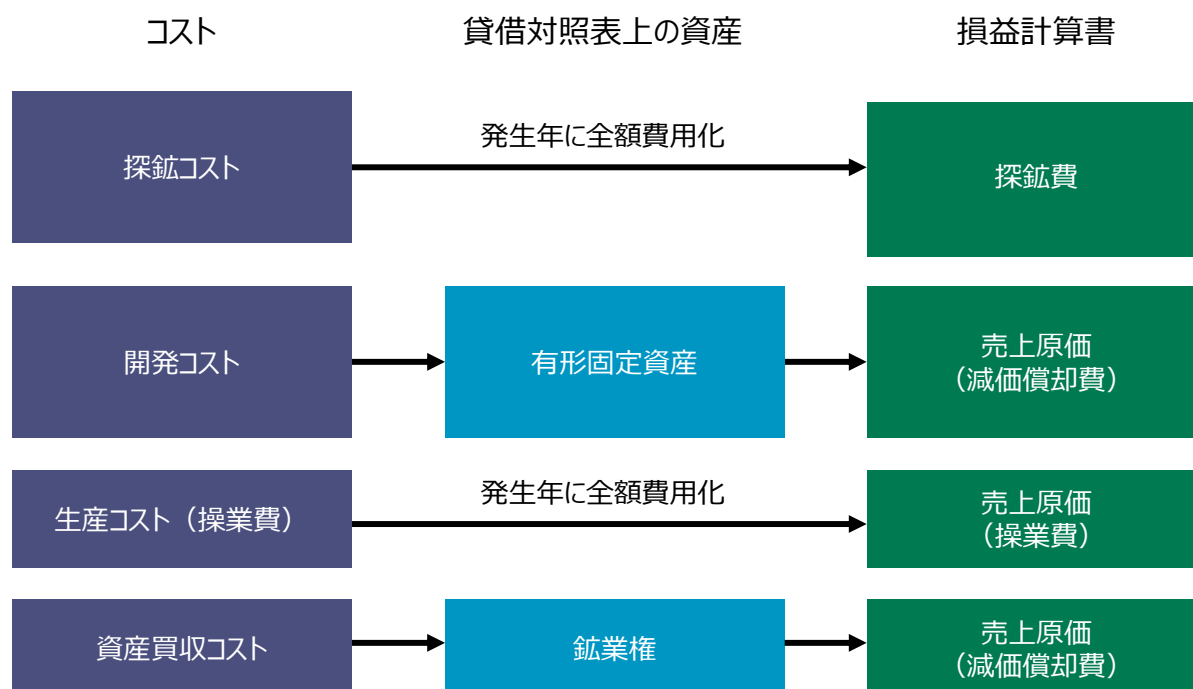 コスト
貸借対照表上の資産
損益計算書
探鉱コスト
発生年に全額費用化
探鉱費
開発コスト
有形固定資産
売上原価
（減価償却費）
生産コスト（操業費）
発生年に全額費用化
売上原価
（操業費）
資産買収コスト
鉱業権
売上原価
（減価償却費）